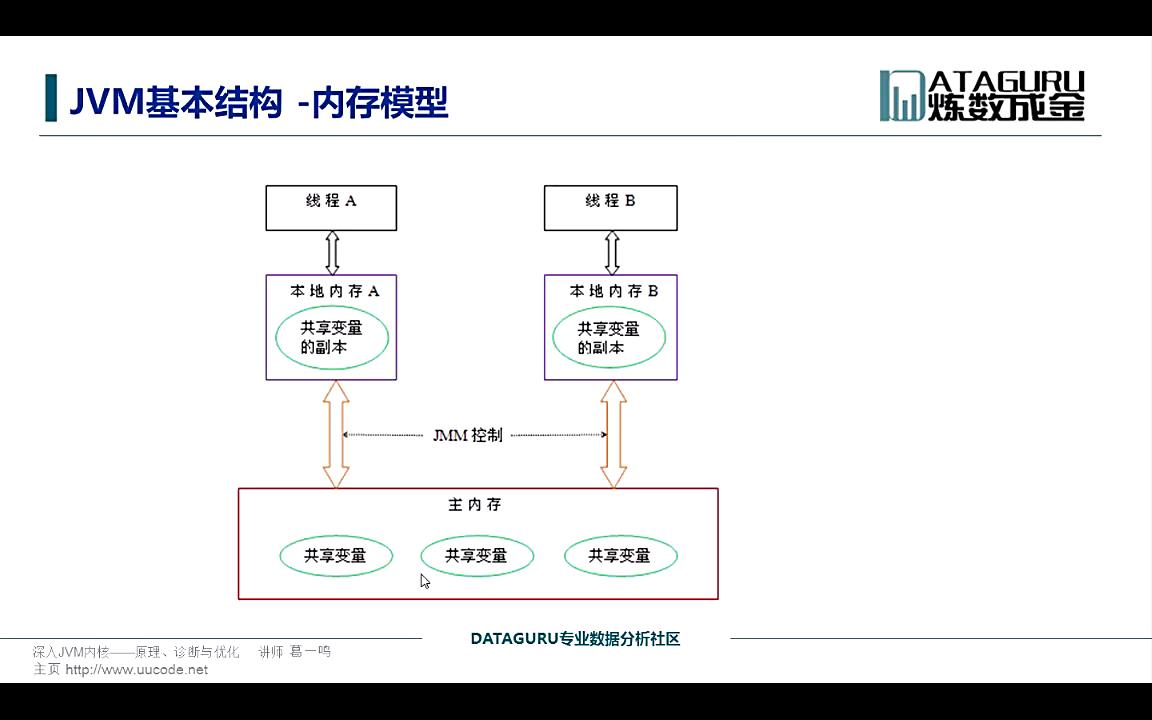 JVM基本结构 -内存模型
ATAGURU
炼数成金
线程A
线程B
本地内存A
本地内存B
共享变量
的副本
共享变量
的副本
JMM 控制
主内存
共享变量
共享变量
共享变量
DATAGURU专业数据分析社区
深入JVM内核——原理、诊断与优化 讲师 葛一鸣
主页 http://www.uucode.net